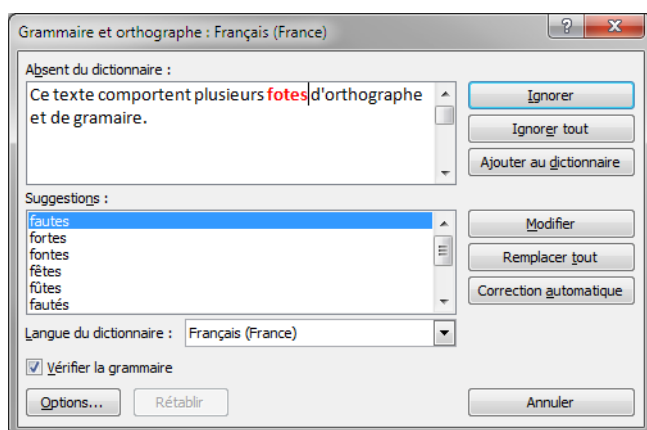 Grammaire et orthographe : Français (France)
Absent du dictionnaire :
Ce texte comportent plusieurs fotes d'orthographe
et de gramaire.
Ignorer
Ignorer tout
Ajouter au dictionnaire
Suggestions :
fautes
fortes
fontes
fêtes
fûtes
fautés
Modifier
Remplacer tout
Correction automatique
Langue du dictionnaire : Français (France)
Vérifier la grammaire
Options... Rétablir Annuler